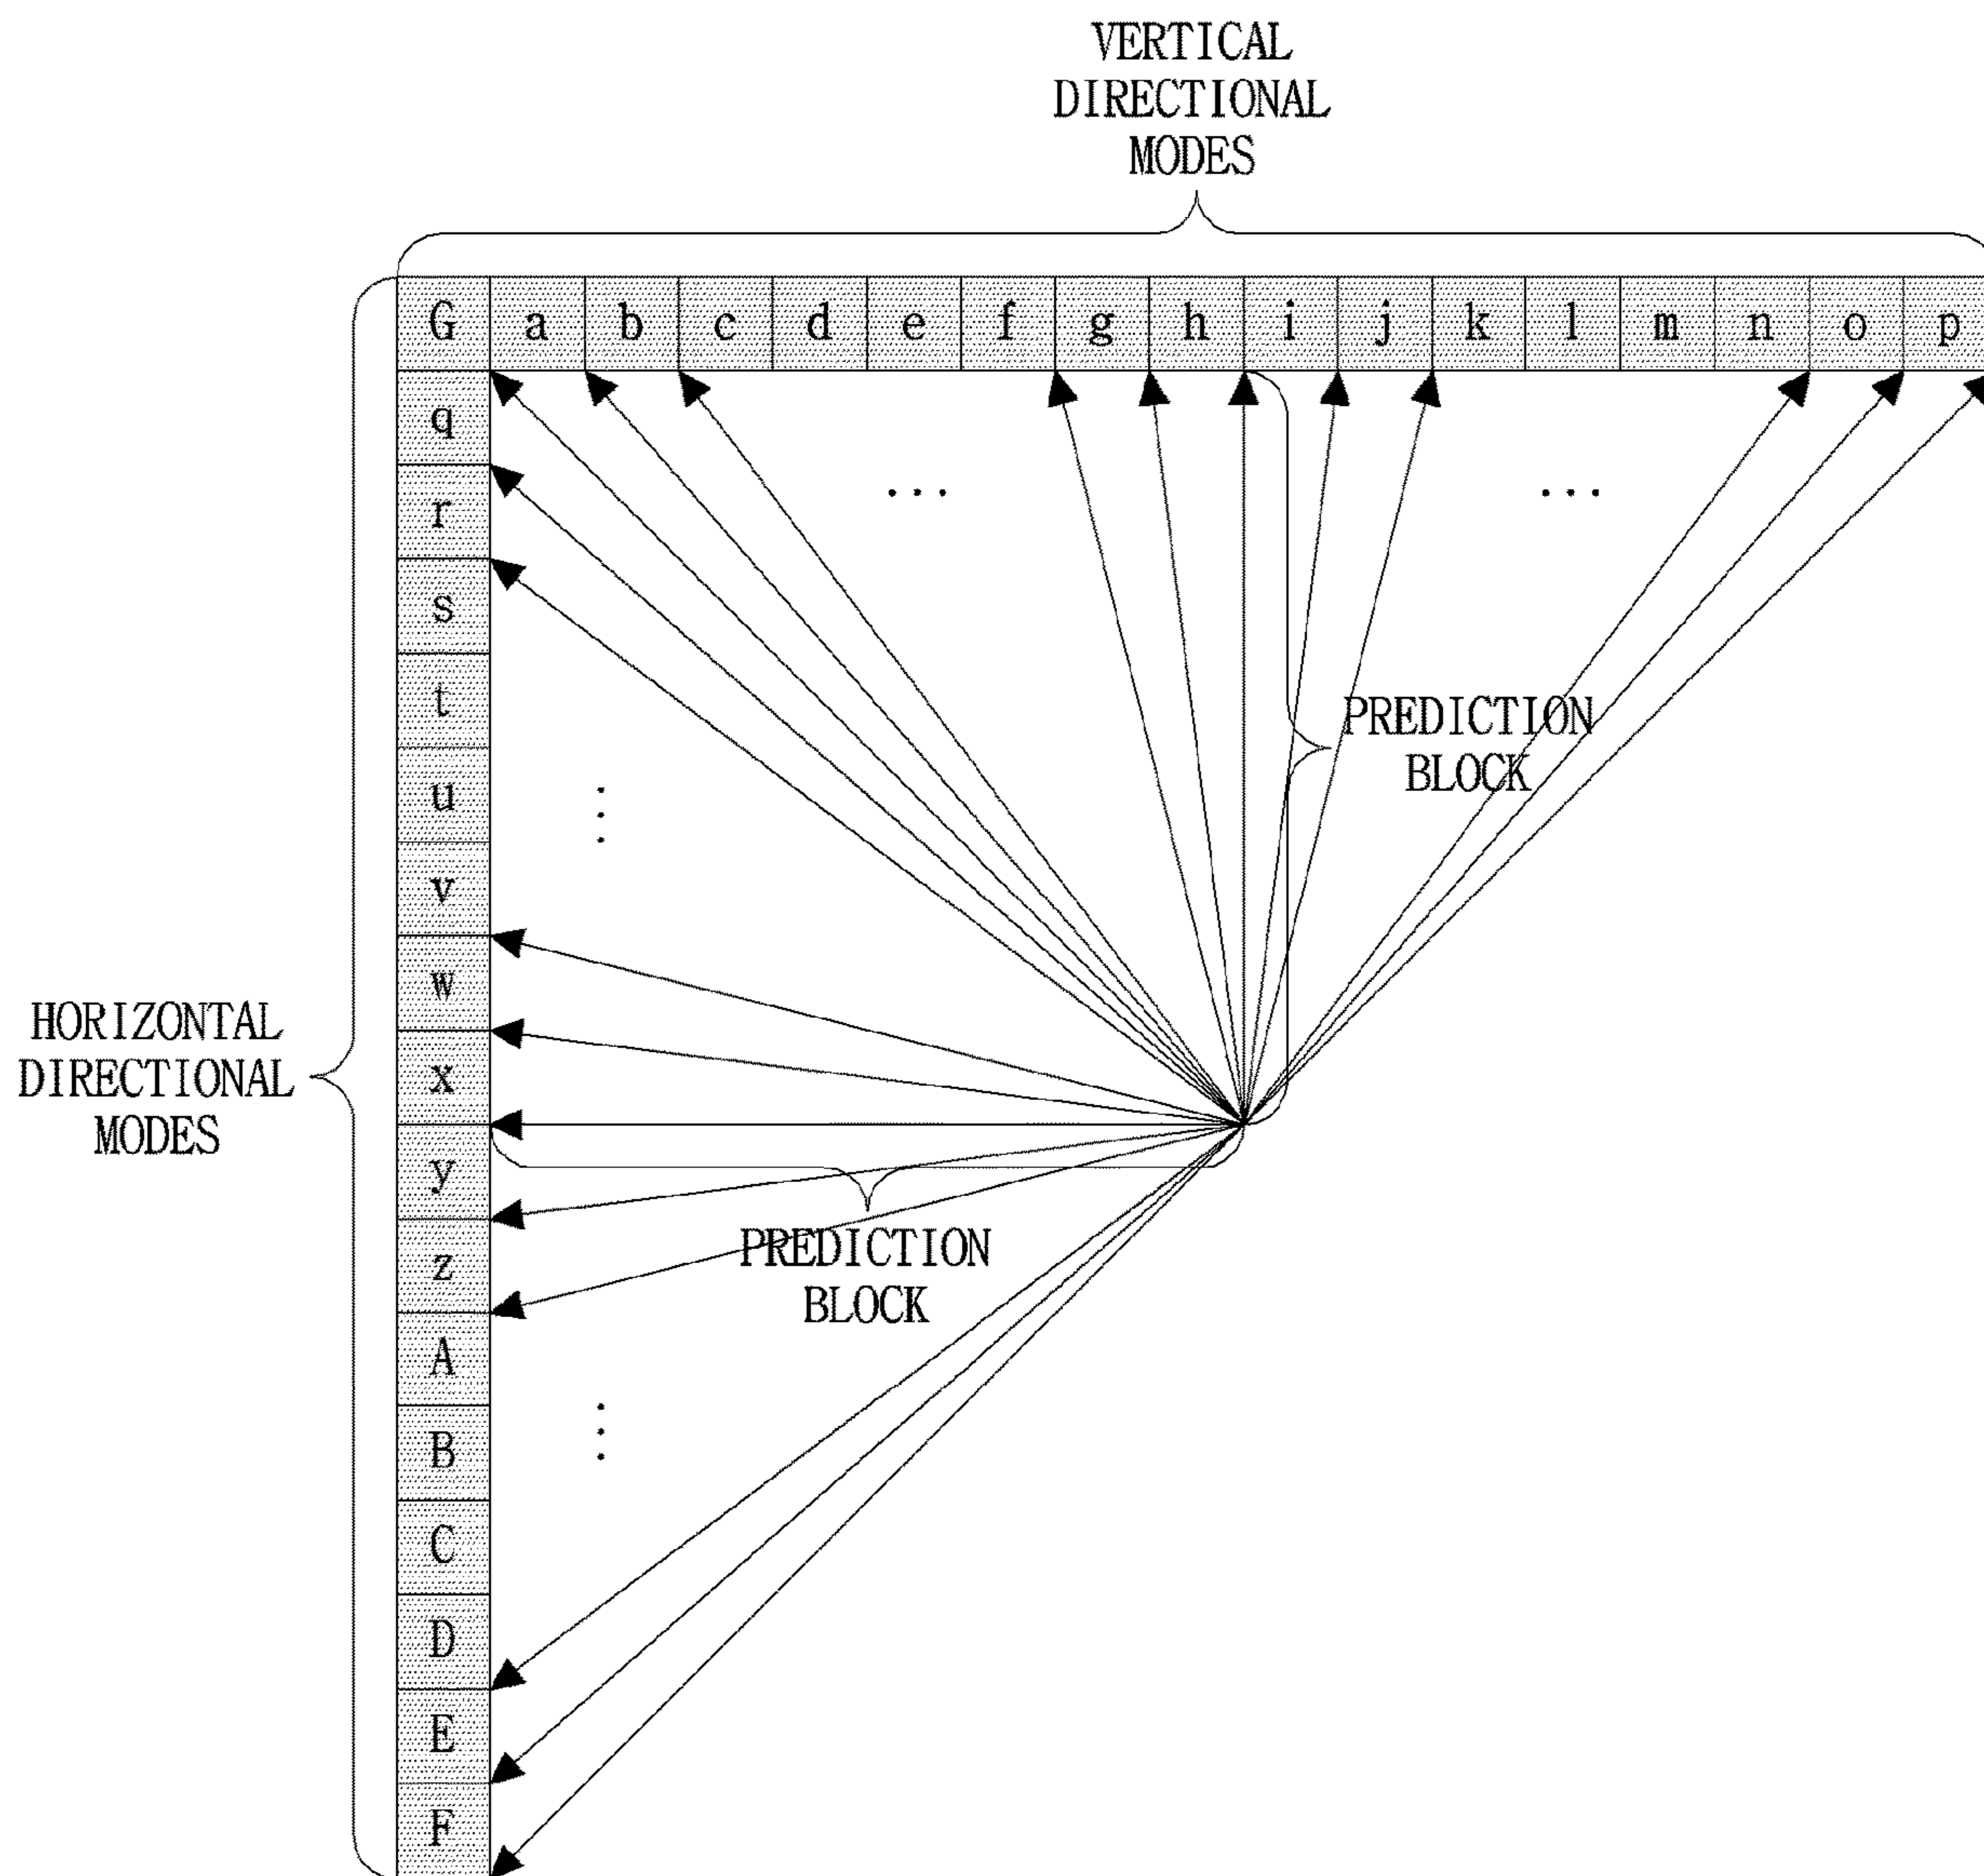 VERTICAL
DIRECTIONAL
MODES
G a b c d e f g h i j k l m n o p
q
r
s
t
u
v
w
x
y
z
A
B
C
D
E
F
...
...
PREDICTION
BLOCK
HORIZONTAL
DIRECTIONAL
MODES
PREDICTION
BLOCK